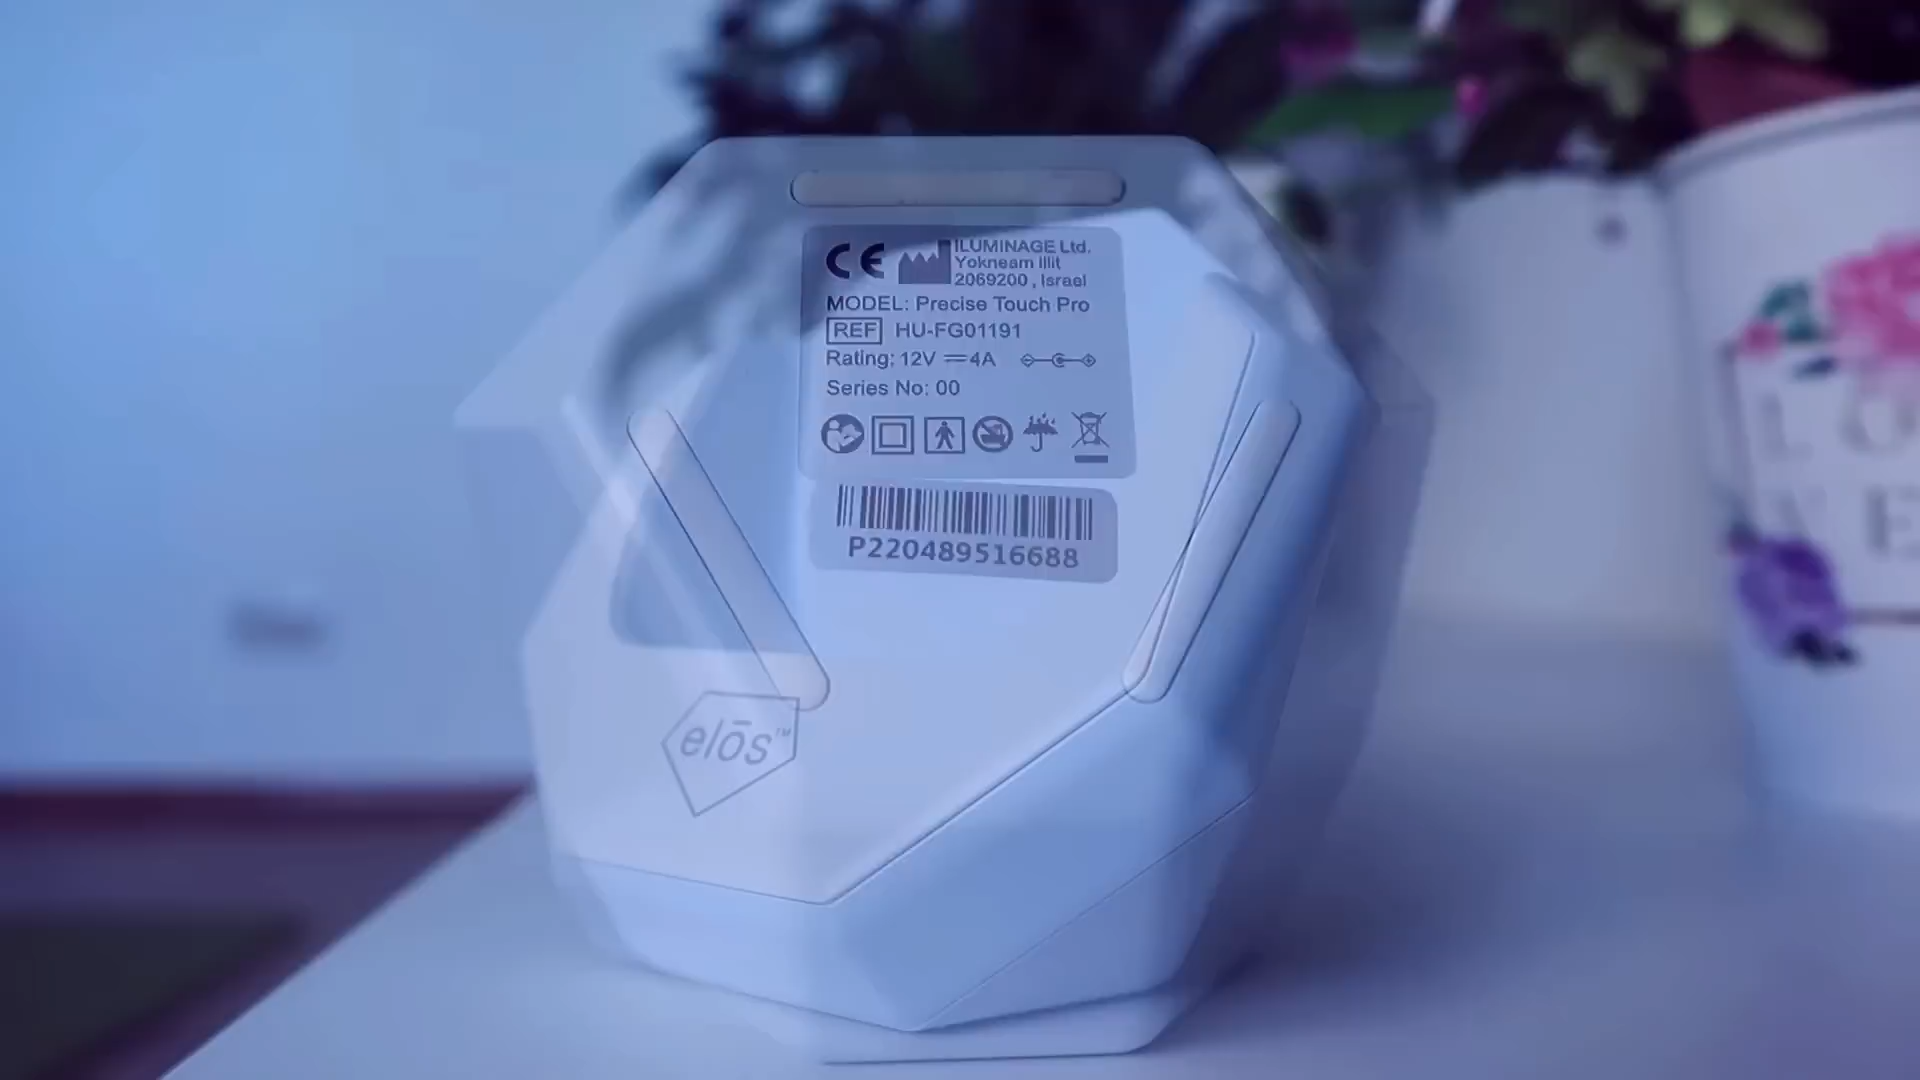 CE
ILUMINAGE Ltd.
Yokneam Illit
2069200 , Israel
MODEL: Precise Touch Pro
REF HU-FG01191
Rating: 12V 4A
Series No: 00
P220489516688
elōs™
L O
V E